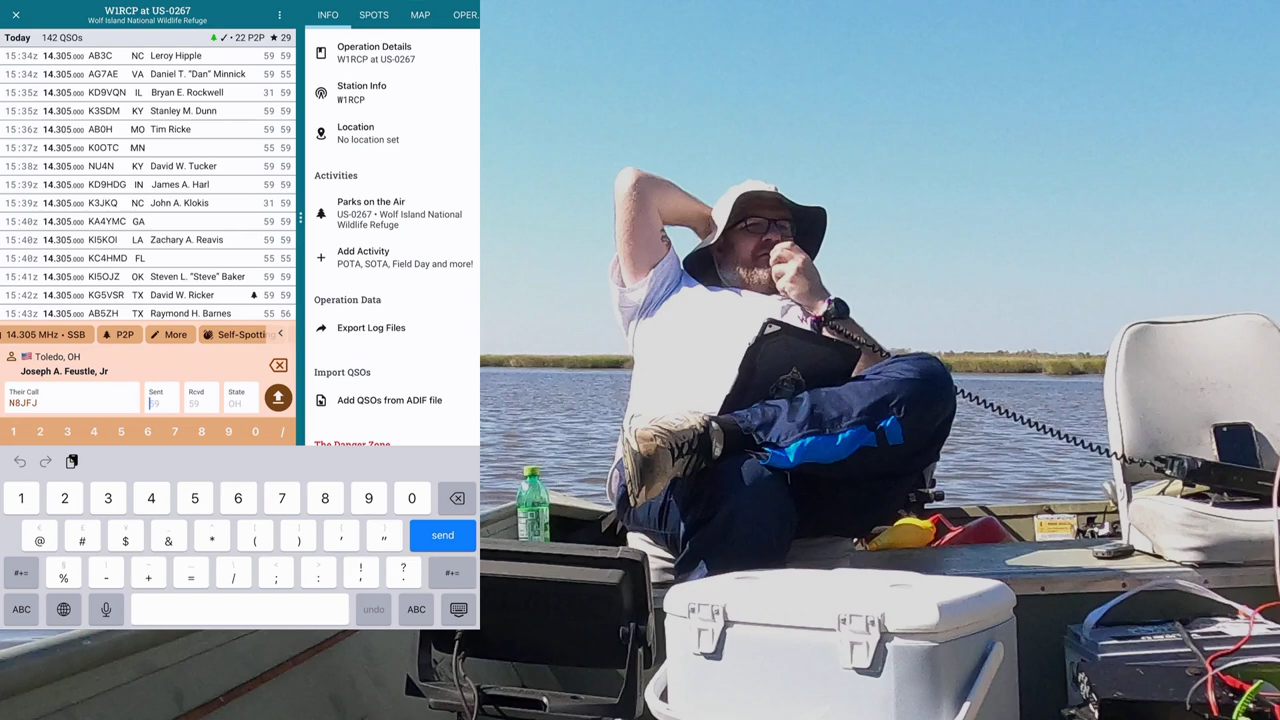 W1RCP at US-0267
Wolf Island National Wildlife Refuge
Today 142 QSOs 22 P2P 29
15:34z 14.305.000 AB3C NC Leroy Hipple 59 59
15:34z 14.305.000 AG7AE VA Daniel T. “Dan” Minnick 59 55
15:35z 14.305.000 KD9VQN IL Bryan E. Rockwell 31 59
15:35z 14.305.000 K3SDM KY Stanley M. Dunn 59 59
15:36z 14.305.000 AB0H MO Tim Ricke 59 59
15:37z 14.305.000 K0OTC MN 55 59
15:38z 14.305.000 NU4N KY David W. Tucker 59 59
15:39z 14.305.000 KD9HDG IN James A. Harl 59 59
15:39z 14.305.000 K3JKQ NC John A. Klokis 31 59
15:40z 14.305.000 KA4YMC GA 59 59
15:40z 14.305.000 KI5KOI LA Zachary A. Reavis 59 59
15:40z 14.305.000 KC4HMD FL 55 55
15:41z 14.305.000 KI5OJZ OK Steven L. “Steve” Baker 59 59
15:42z 14.305.000 KG5VSR TX David W. Ricker 59 59
15:43z 14.305.000 AB5ZH TX Raymond H. Barnes 55 56
14.305 MHz • SSB P2P More Self-Spotting
Toledo, OH
Joseph A. Feustle, Jr
Their Call Sent Rcvd State
N8JFJ 59 59 OH
1 2 3 4 5 6 7 8 9 0 /
INFO SPOTS MAP OPER.
Operation Details
W1RCP at US-0267
Station Info
W1RCP
Location
No location set
Activities
Parks on the Air
US-0267 • Wolf Island National
Wildlife Refuge
Add Activity
POTA, SOTA, Field Day and more!
Operation Data
Export Log Files
Import QSOs
Add QSOs from ADIF file
The Danger Zone
1 2 3 4 5 6 7 8 9 0
€ £ ¥ _ ^ [ ] { }
@ # $ & * ( ) ' " send
§ | ~ … \ ; : ! ?
#+= % - + = / ; : , . #+=
ABC undo ABC